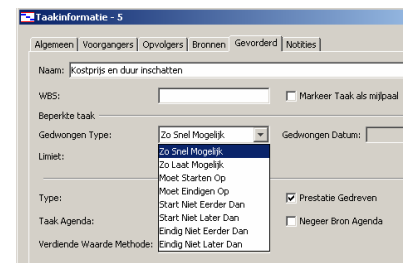 Taakinformatie - 5
Algemeen Voorgangers Opvolgers Bronnen Gevorderd Notities
Naam: Kostprijs en duur inschatten
WBS: Markeer Taak als mijlpaal
Beperkte taak
Gedwongen Type: Zo Snel Mogelijk Gedwongen Datum:
Limiet: Zo Snel Mogelijk
Zo Laat Mogelijk
Moet Starten Op
Moet Eindigen Op
Type: Start Niet Eerder Dan Prestatie Gedreven
Taak Agenda: Start Niet Later Dan Negeer Bron Agenda
Eindig Niet Eerder Dan
Verdiende Waarde Methode: Eindig Niet Later Dan